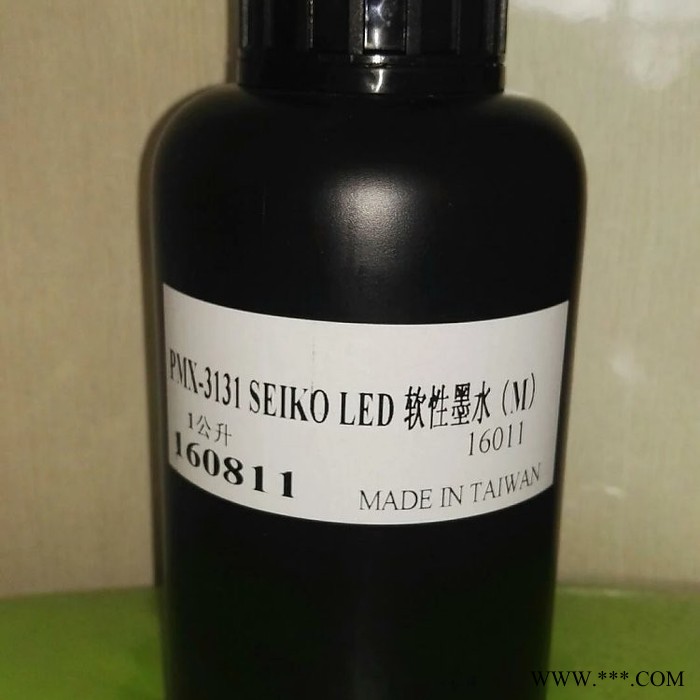 PMX-3131 SEIKO LED 软性墨水 (M)
1公升
16011
160811
MADE IN TAIWAN
WWW.***.COM